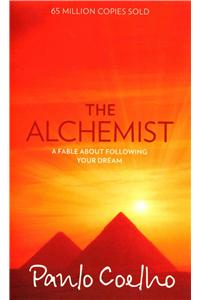 65 MILLION COPIES SOLD
THE
ALCHEMIST
A FABLE ABOUT FOLLOWING
YOUR DREAM
Paulo Coelho